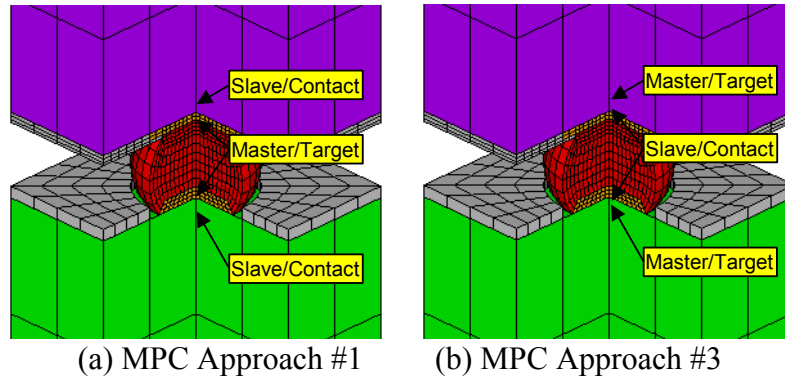 Slave/Contact
Master/Target
Slave/Contact
Master/Target
Slave/Contact
Master/Target
(a) MPC Approach #1
(b) MPC Approach #3